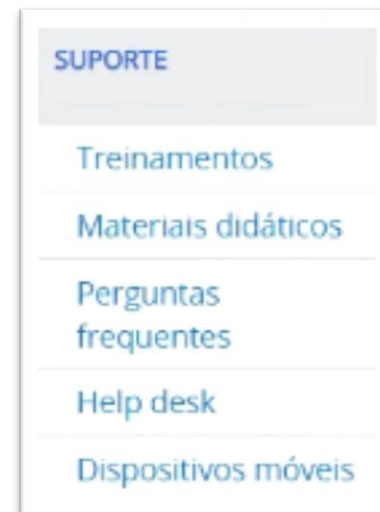 SUPORTE
Treinamentos
Materiais didáticos
Perguntas
frequentes
Help desk
Dispositivos móveis